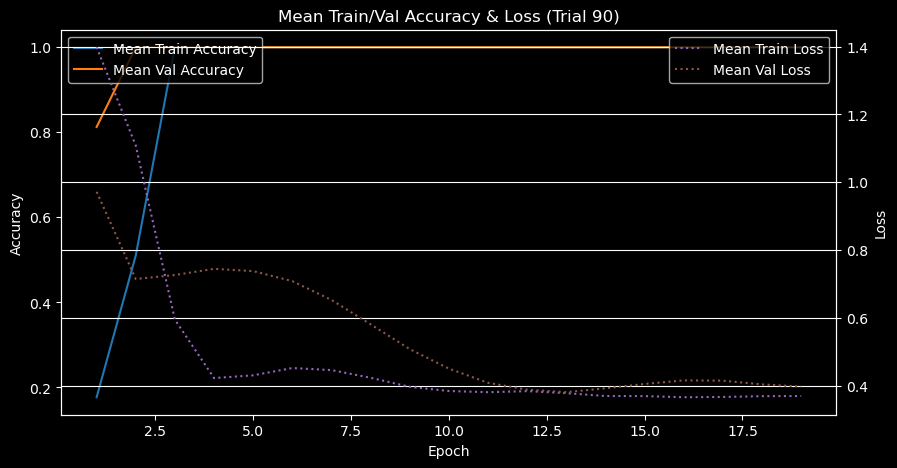 Mean Train/Val Accuracy & Loss (Trial 90)
Mean Train Accuracy
Mean Val Accuracy
Mean Train Loss
Mean Val Loss
1.0
0.8
0.6
0.4
0.2
Accuracy
1.4
1.2
1.0
0.8
0.6
0.4
Loss
2.5 5.0 7.5 10.0 12.5 15.0 17.5
Epoch